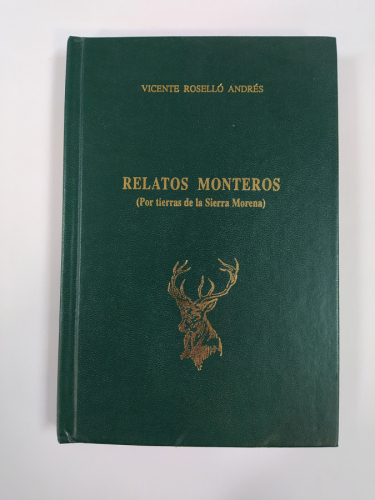 VICENTE ROSELLÓ ANDRÉS
RELATOS MONTEROS
(Por tierras de la Sierra Morena)